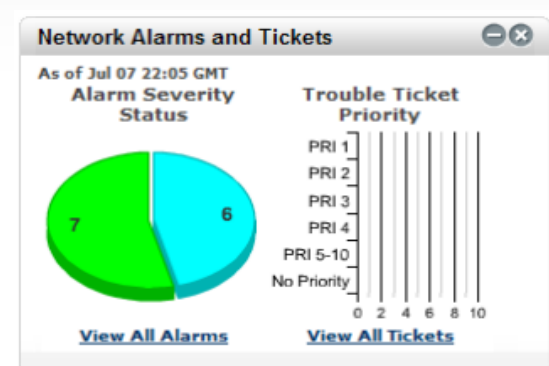 Network Alarms and Tickets
As of Jul 07 22:05 GMT
Alarm Severity
Status
7
6
View All Alarms
Trouble Ticket
Priority
PRI 1
PRI 2
PRI 3
PRI 4
PRI 5-10
No Priority
0 2 4 6 8 10
View All Tickets